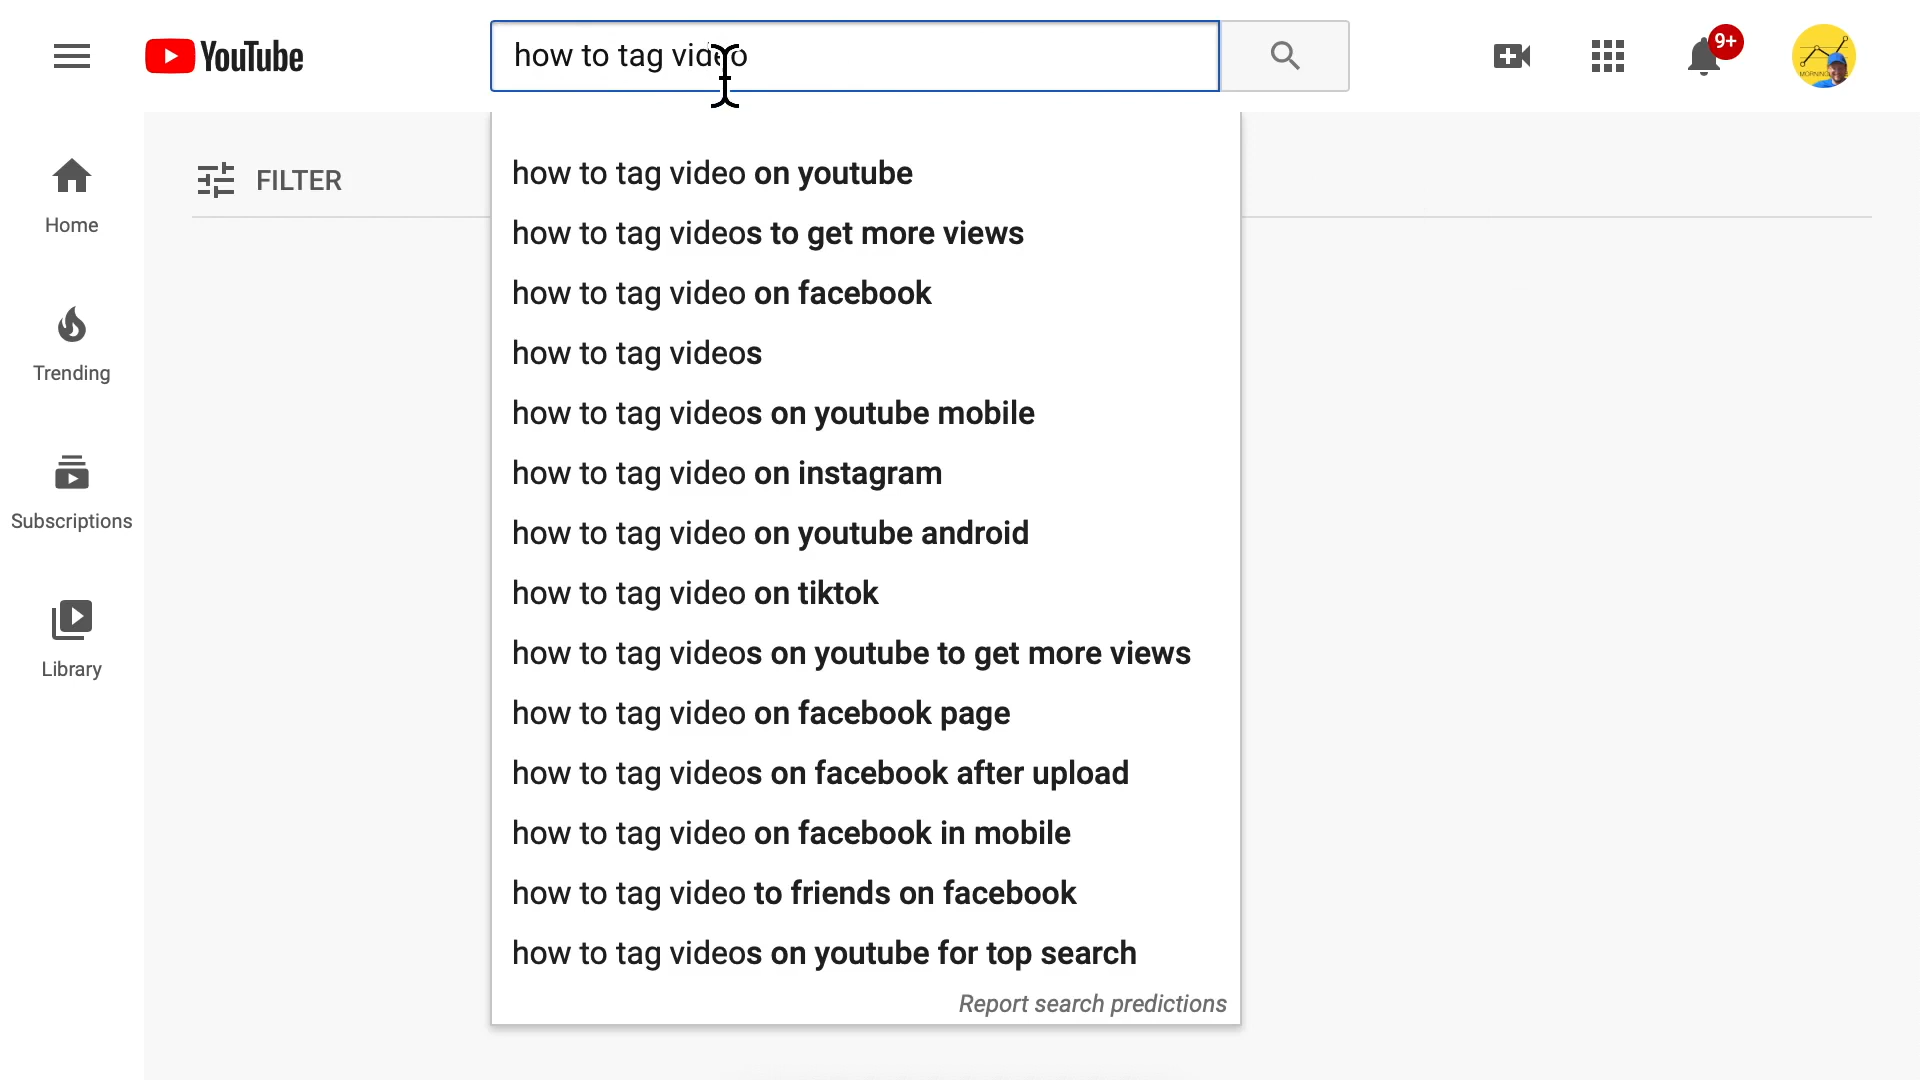 YouTube
how to tag video
9+
Home
Trending
Subscriptions
Library
FILTER
how to tag video on youtube
how to tag videos to get more views
how to tag video on facebook
how to tag videos
how to tag videos on youtube mobile
how to tag video on instagram
how to tag video on youtube android
how to tag video on tiktok
how to tag videos on youtube to get more views
how to tag video on facebook page
how to tag videos on facebook after upload
how to tag video on facebook in mobile
how to tag video to friends on facebook
how to tag videos on youtube for top search
Report search predictions